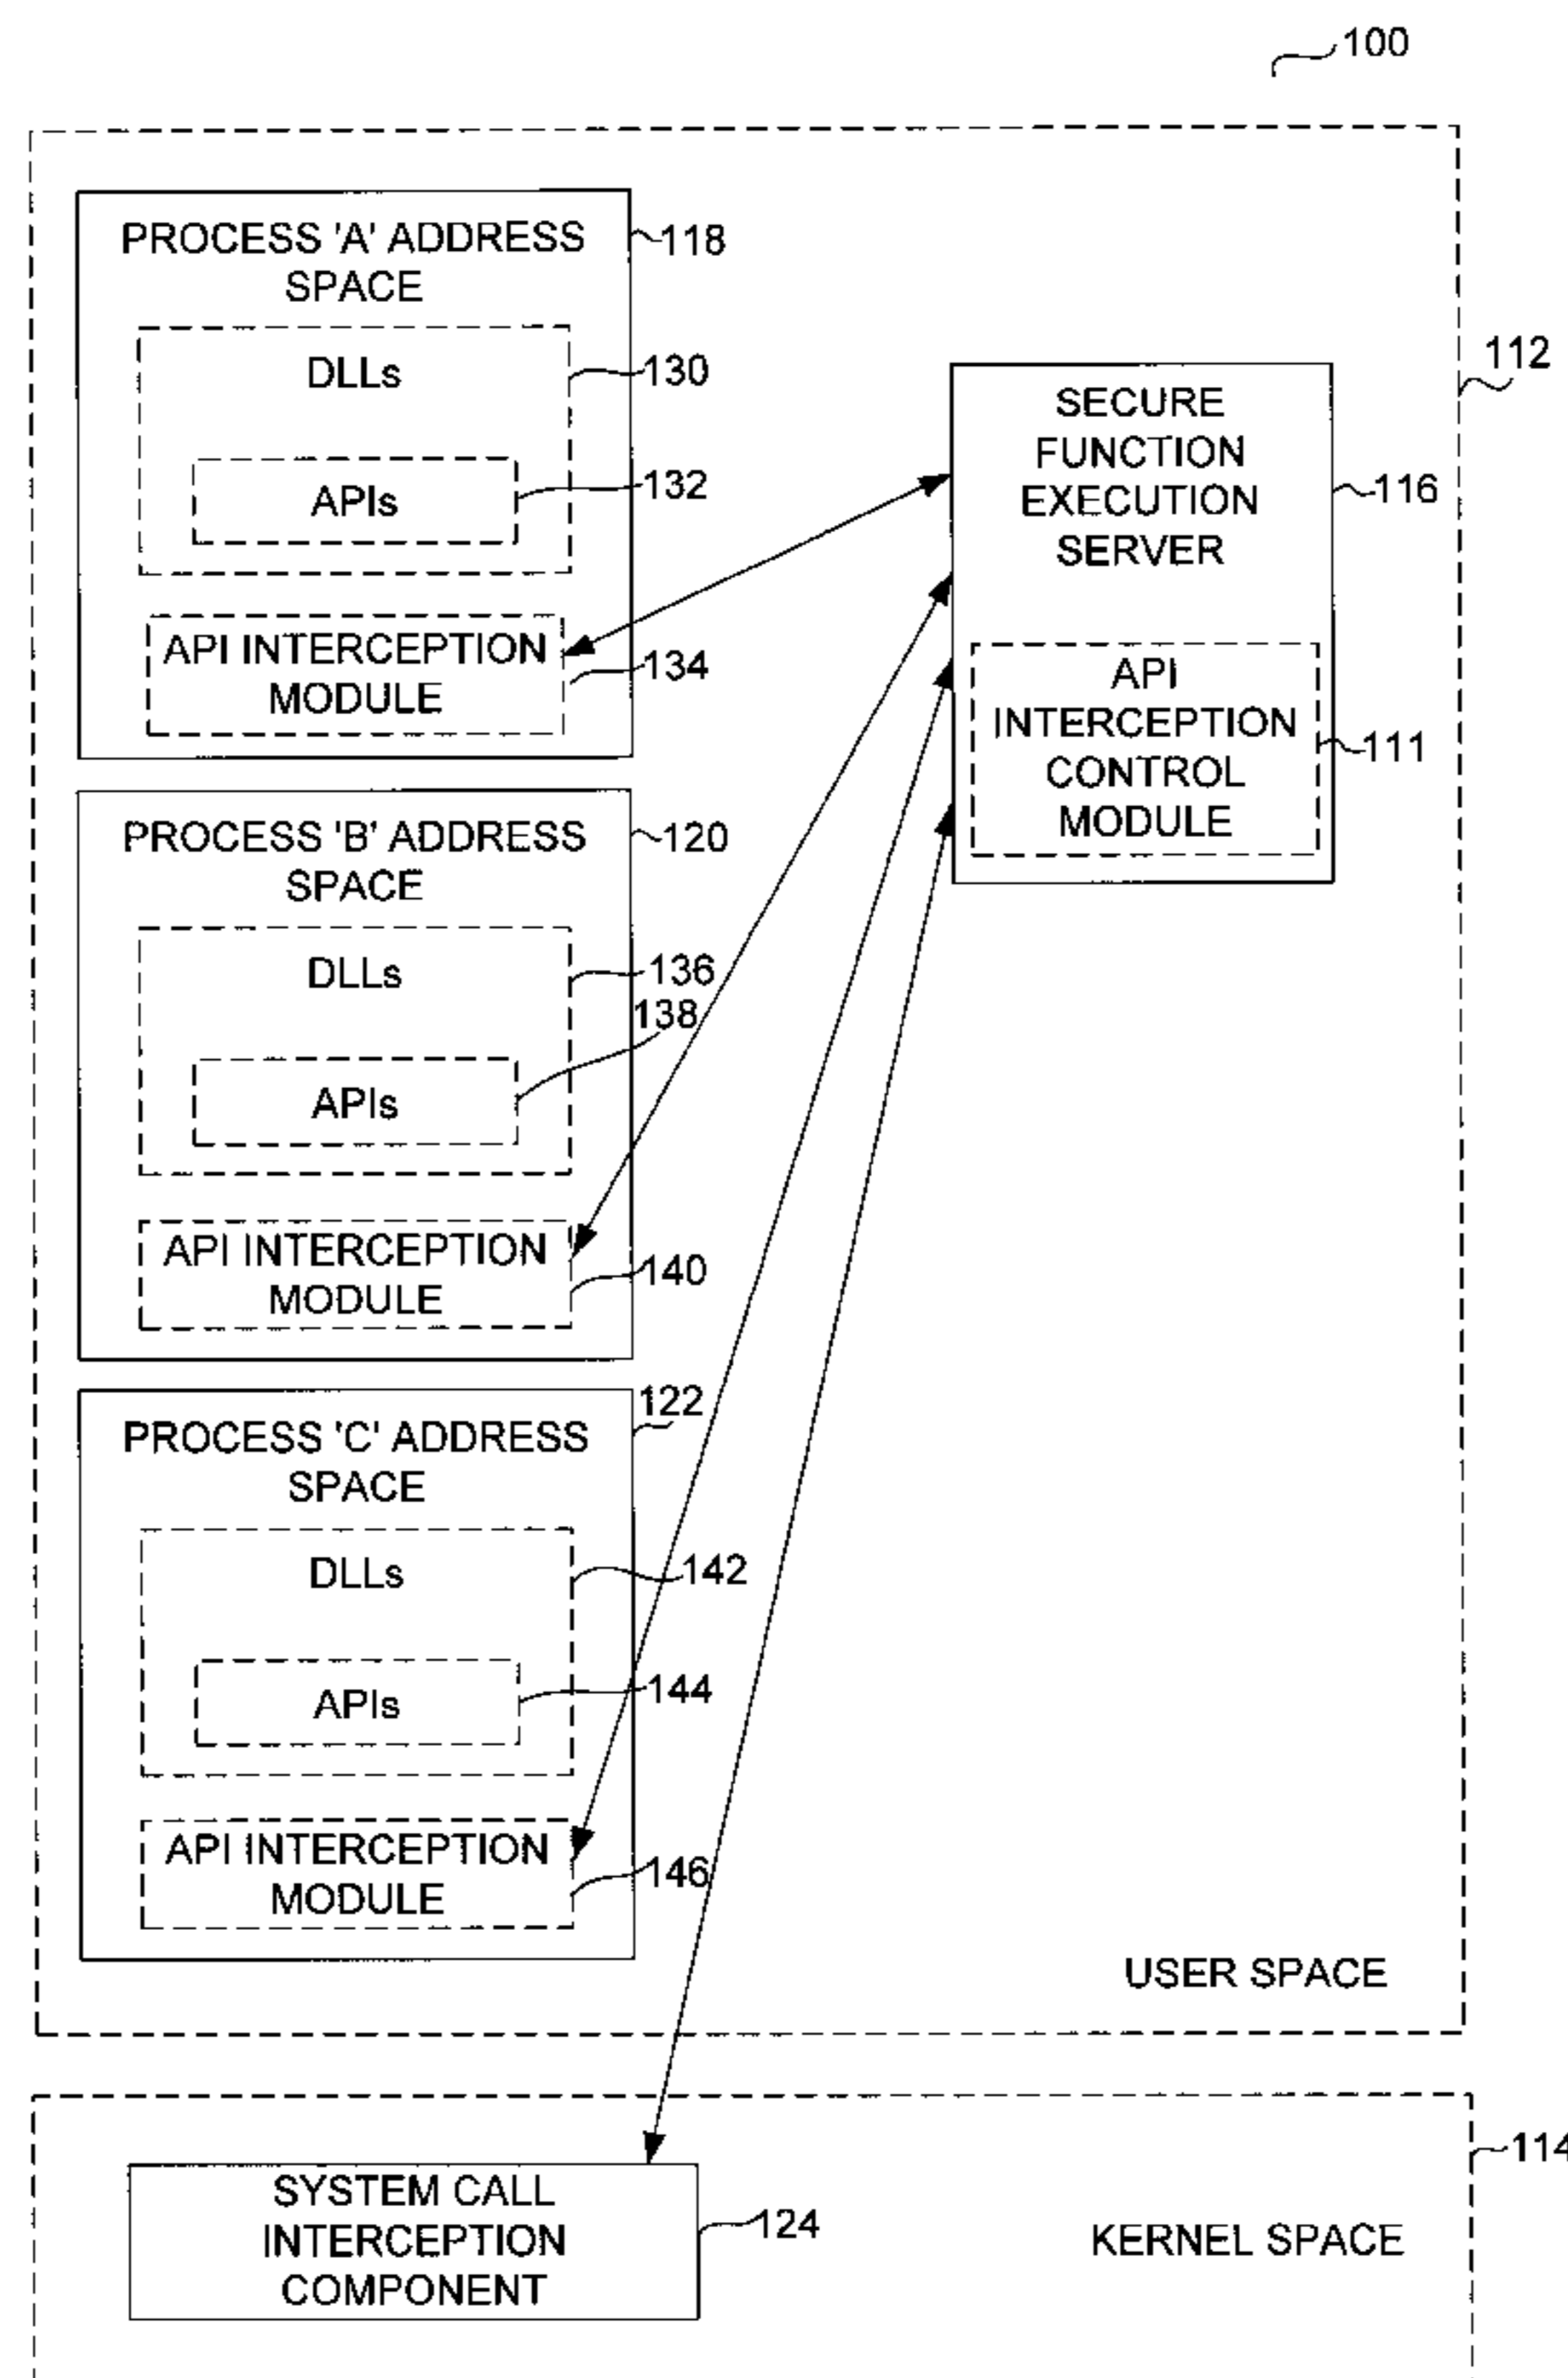 100
PROCESS 'A' ADDRESS
SPACE
118
DLLs
130
APIs
132
API INTERCEPTION
MODULE
134
SECURE
FUNCTION
EXECUTION
SERVER
116
API
INTERCEPTION
CONTROL
MODULE
111
112
PROCESS 'B' ADDRESS
SPACE
120
DLLs
136
138
APIs
API INTERCEPTION
MODULE
140
PROCESS 'C' ADDRESS
SPACE
122
DLLs
142
APIs
144
API INTERCEPTION
MODULE
146
USER SPACE
114
SYSTEM CALL
INTERCEPTION
COMPONENT
124
KERNEL SPACE